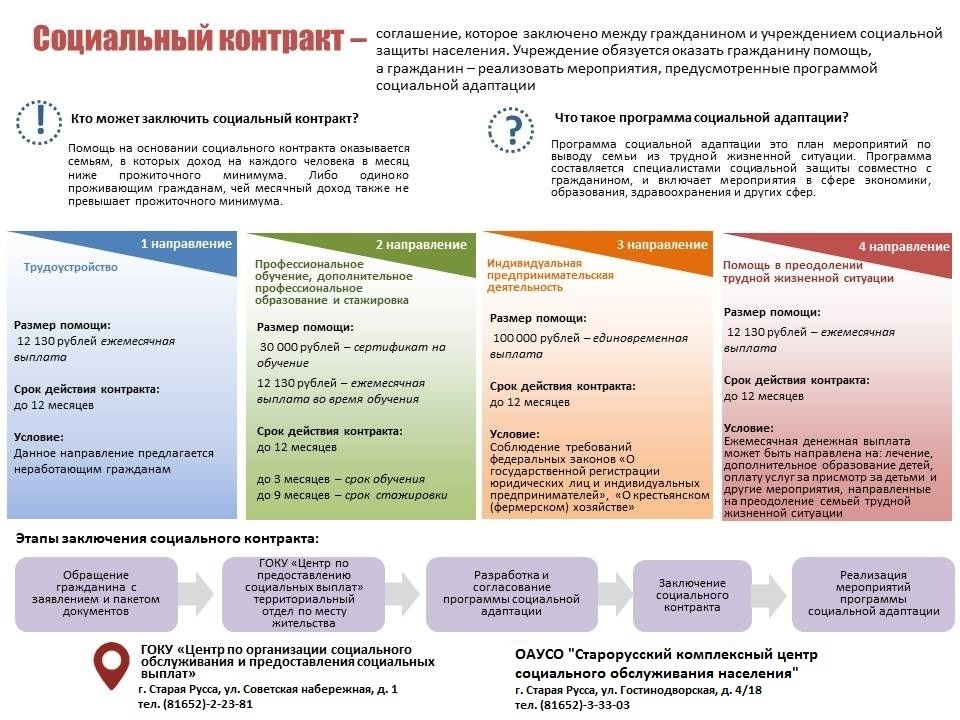 Социальный контракт –
соглашение, которое заключено между гражданином и учреждением социальной
защиты населения. Учреждение обязуется оказать гражданину помощь,
а гражданин – реализовать мероприятия, предусмотренные программой
социальной адаптации
!
Кто может заключить социальный контракт?
Помощь на основании социального контракта оказывается
семьям, в которых доход на каждого человека в месяц
ниже прожиточного минимума. Либо одиноко
проживающим гражданам, чей месячный доход также не
превышает прожиточного минимума.
?
Что такое программа социальной адаптации?
Программа социальной адаптации это план мероприятий по
выводу семьи из трудной жизненной ситуации. Программа
составляется специалистами социальной защиты совместно с
гражданином, и включает мероприятия в сфере экономики,
образования, здравоохранения и других сфер.
1 направление
Трудоустройство
Размер помощи:
12 130 рублей ежемесячная
выплата
Срок действия контракта:
до 12 месяцев
Условие:
Данное направление предлагается
неработающим гражданам
2 направление
Профессиональное
обучение, дополнительное
профессиональное
образование и стажировка
Размер помощи:
30 000 рублей – сертификат на
обучение
12 130 рублей – ежемесячная
выплата во время обучения
Срок действия контракта:
до 12 месяцев
до 3 месяцев – срок обучения
до 9 месяцев – срок стажировки
3 направление
Индивидуальная
предпринимательская
деятельность
Размер помощи:
100 000 рублей – единовременная
выплата
Срок действия контракта:
до 12 месяцев
Условие:
Соблюдение требований
федеральных законов «О
государственной регистрации
юридических лиц и индивидуальных
предпринимателей», «О крестьянском
(фермерском) хозяйстве»
4 направление
Помощь в преодолении
трудной жизненной ситуации
Размер помощи:
12 130 рублей – ежемесячная
выплата
Срок действия контракта:
до 12 месяцев
Условие:
Ежемесячная денежная выплата
может быть направлена на: лечение,
дополнительное образование детей,
оплату услуг за присмотр за детьми и
другие мероприятия, направленные
на преодоление семьей трудной
жизненной ситуации
Этапы заключения социального контракта:
Обращение
гражданина с
заявлением и пакетом
документов
ГОКУ «Центр по
предоставлению
социальных выплат»
территориальный
отдел по месту
жительства
Разработка и
согласование
программы социальной
адаптации
Заключение
социального
контракта
Реализация
мероприятий
программы
социальной адаптации
ГОКУ «Центр по организации социального
обслуживания и предоставления социальных
выплат»
г. Старая Русса, ул. Советская набережная, д. 1
тел. (81652)-2-23-81
ОАУСО "Старорусский комплексный центр
социального обслуживания населения"
г. Старая Русса, ул. Гостинодворская, д. 4/18
тел. (81652)-3-33-03